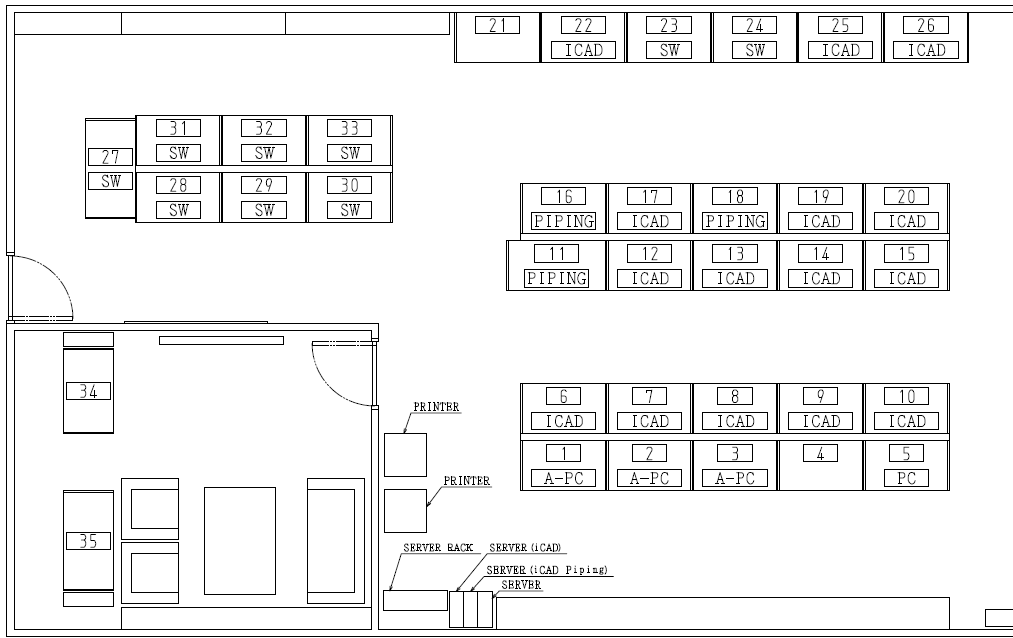 21 22 23 24 25 26
ICAD SW SW ICAD ICAD
31 32 33
SW SW SW
27
SW
28 29 30
SW SW SW
16 17 18 19 20
PIPING ICAD PIPING ICAD ICAD
11 12 13 14 15
PIPING ICAD ICAD ICAD ICAD
34
6 7 8 9 10
ICAD ICAD ICAD ICAD ICAD
PRINTER
1 2 3 4 5
A-PC A-PC A-PC PC
PRINTER
35
SERVER RACK
SERVER (iCAD)
SERVER (iCAD Piping)
SERVER